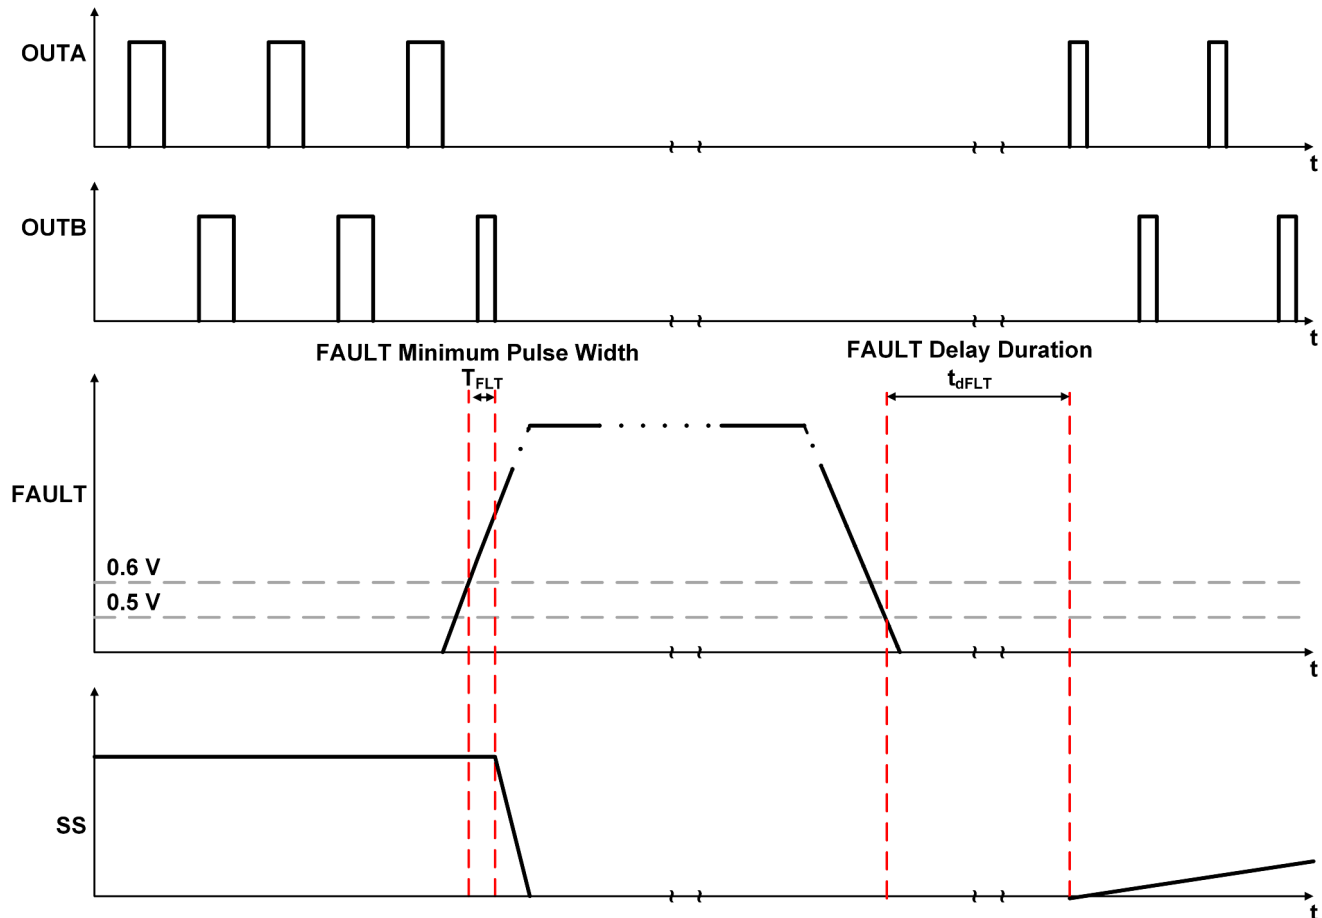 OUTA
t
OUTB
t
FAULT Minimum Pulse Width
FAULT Delay Duration
TFLT
tdFLT
FAULT
0.6 V
0.5 V
t
SS
t